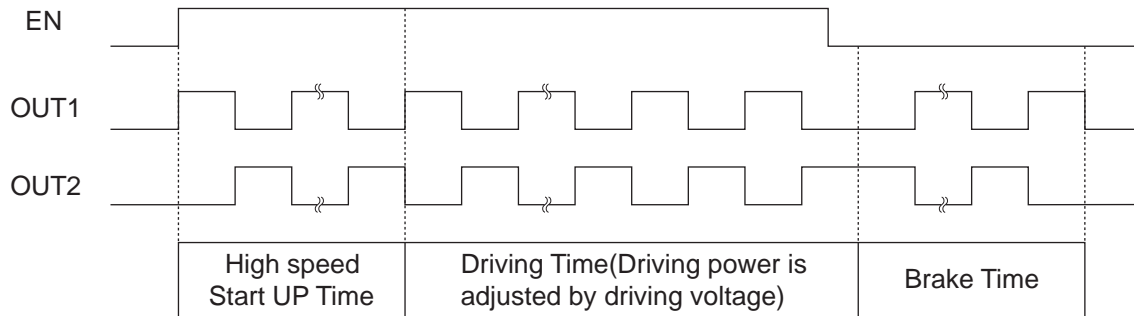 EN
OUT1
OUT2
High speed
Start UP Time
Driving Time(Driving power is
adjusted by driving voltage)
Brake Time